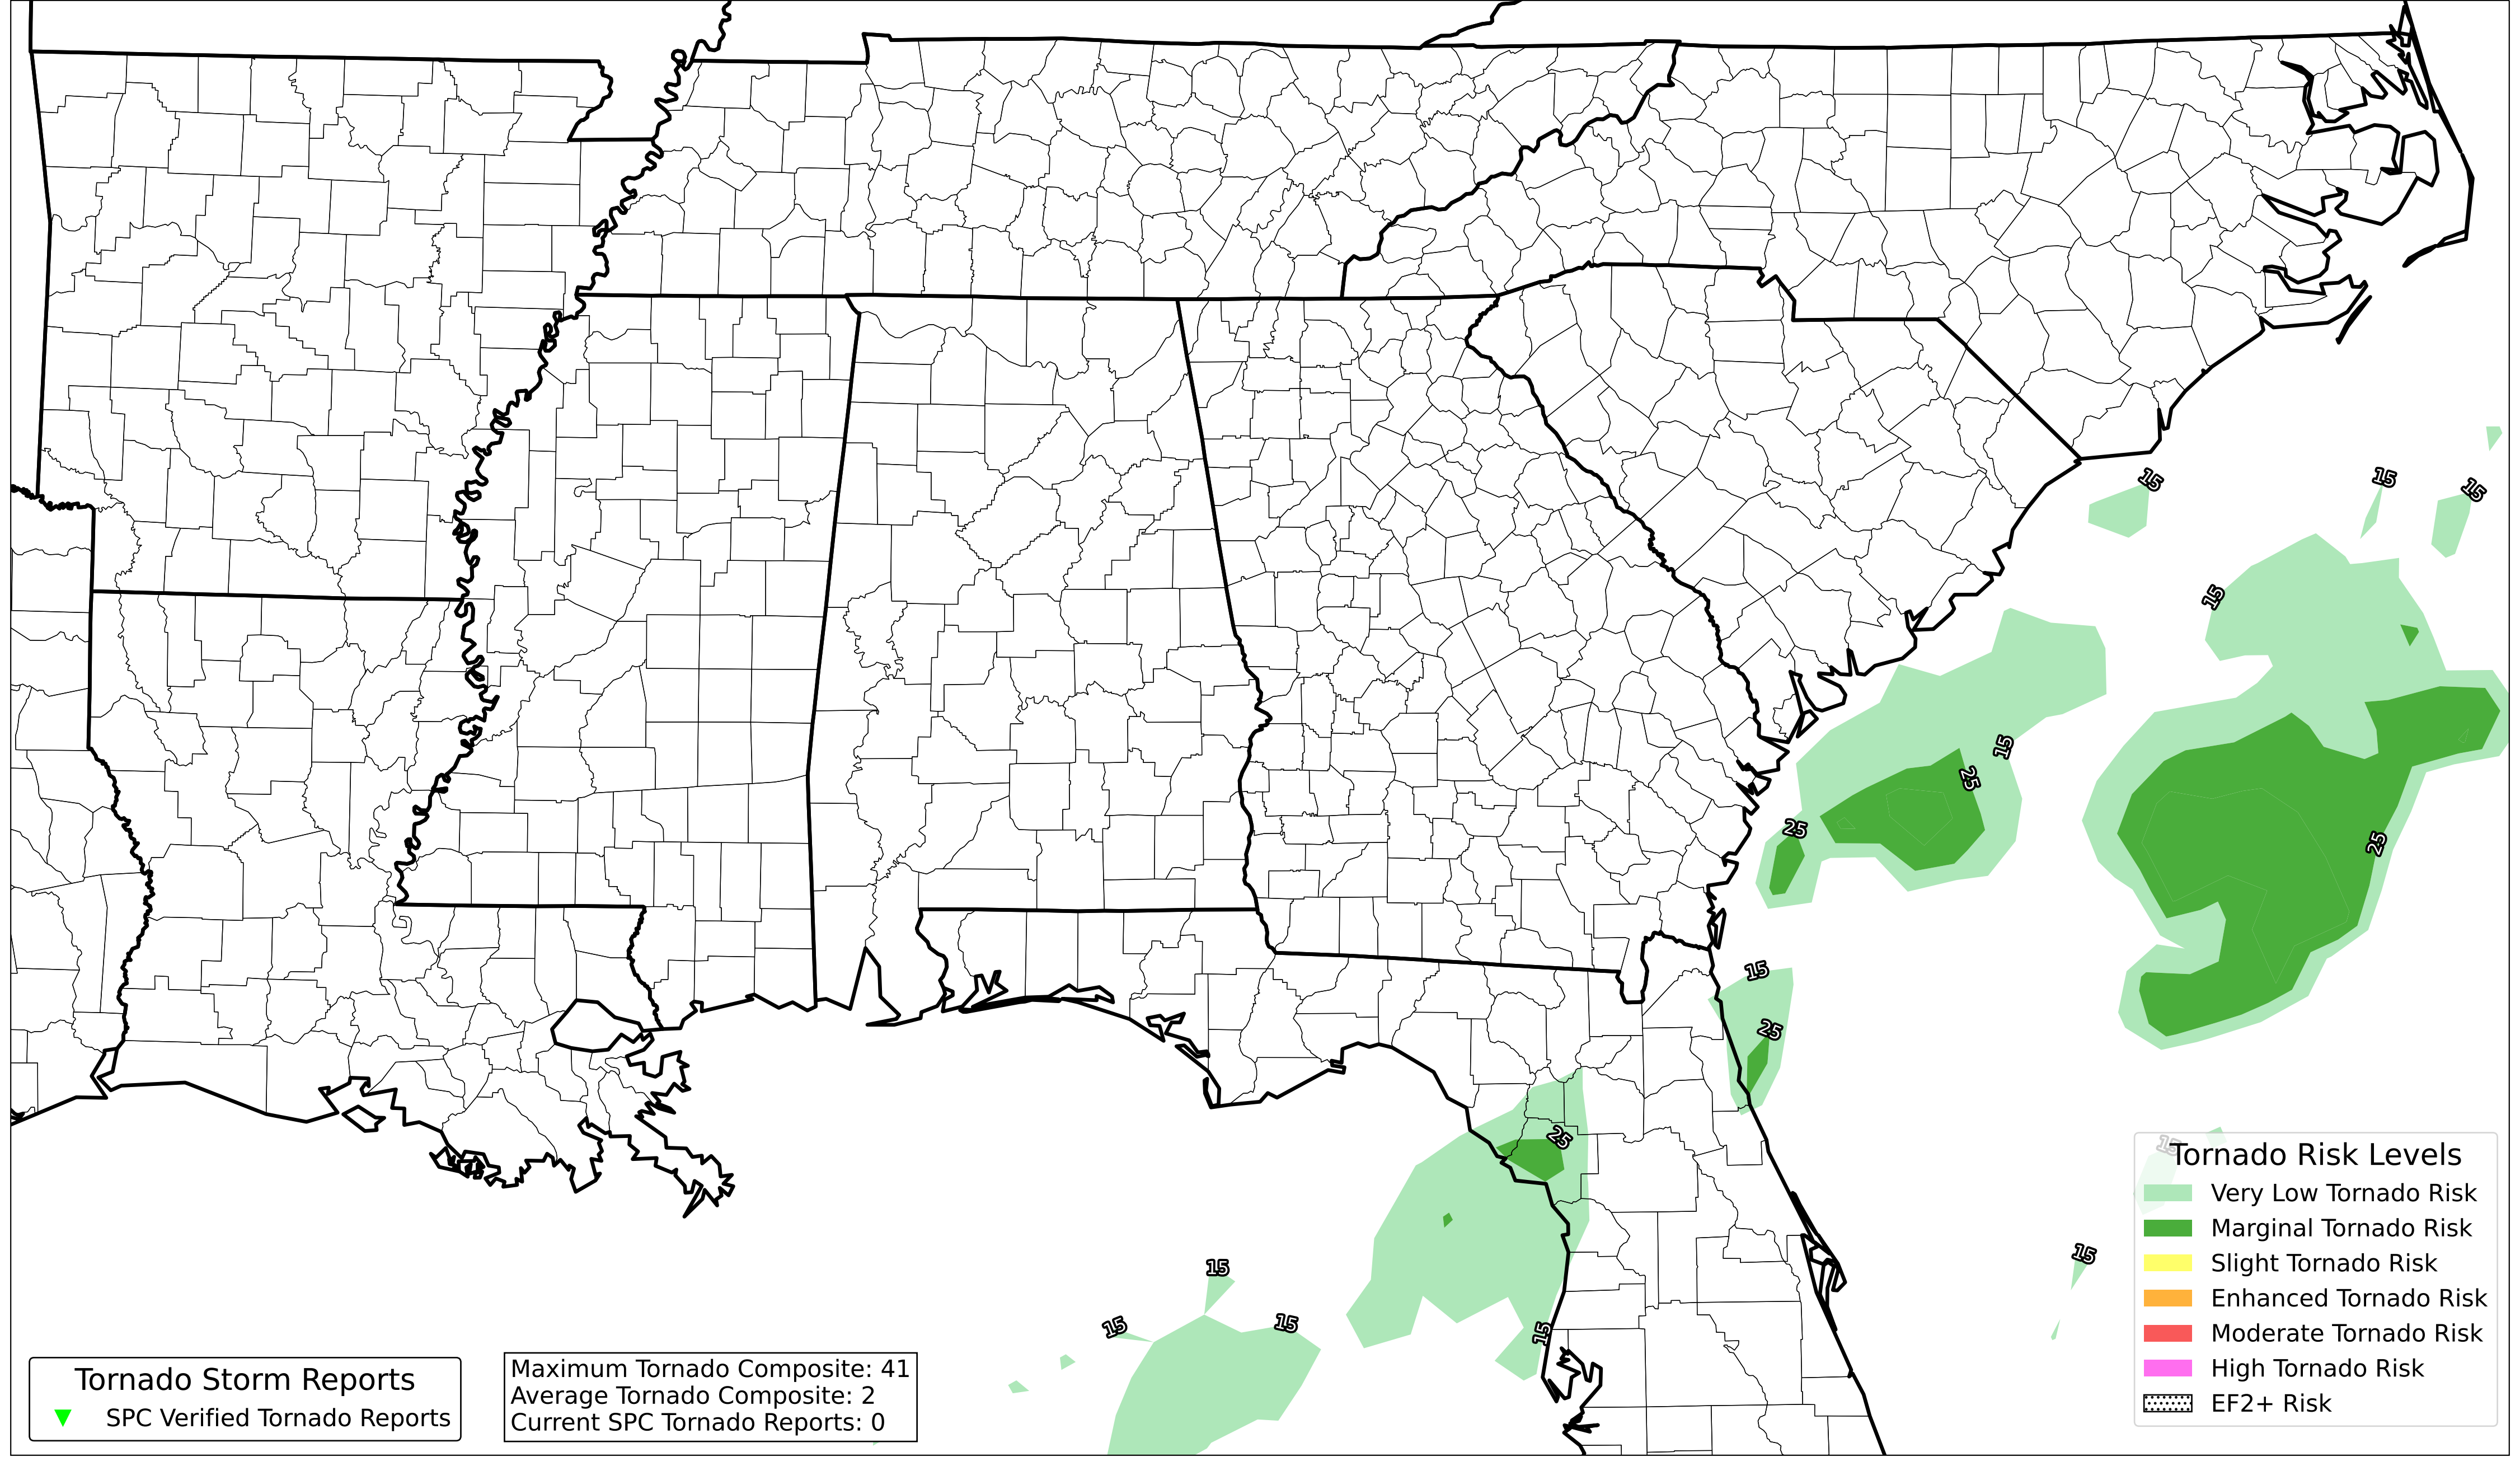 15
15
15
15
15
25
25
25
15
25
15
25
15
15
15
15
15
15
Tornado Risk Levels
Very Low Tornado Risk
Marginal Tornado Risk
Slight Tornado Risk
Enhanced Tornado Risk
Moderate Tornado Risk
High Tornado Risk
EF2+ Risk
Tornado Storm Reports
SPC Verified Tornado Reports
Maximum Tornado Composite: 41
Average Tornado Composite: 2
Current SPC Tornado Reports: 0